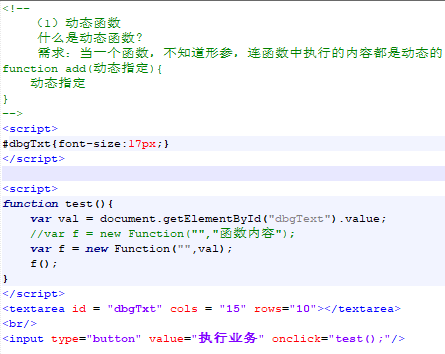 <!--
（1）动态函数
什么是动态函数？
需求：当一个函数，不知道形参，连函数中执行的内容都是动态的
function add(动态指定){
动态指定
}
-->
<script>
#dbgTxt{font-size:17px;}
</script>
<script>
function test(){
var val = document.getElementById("dbgText").value;
//var f = new Function("","函数内容");
var f = new Function("",val);
f();
}
</script>
<textarea id = "dbgTxt" cols = "15" rows="10"></textarea>
<br/>
<input type="button" value="执行业务" onclick="test();"/>